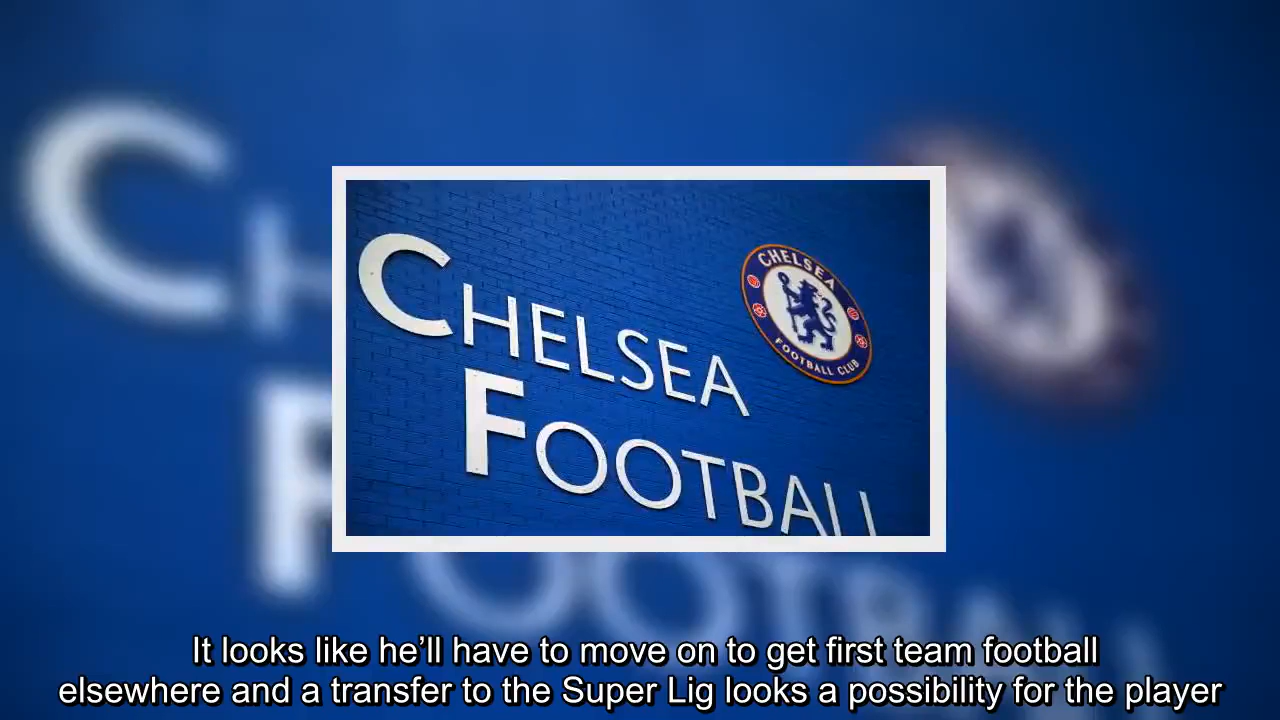 CHELSEA
FOOTBALL
CHELSEA
FOOTBALL CLUB
It looks like he’ll have to move on to get first team football
elsewhere and a transfer to the Super Lig looks a possibility for the player